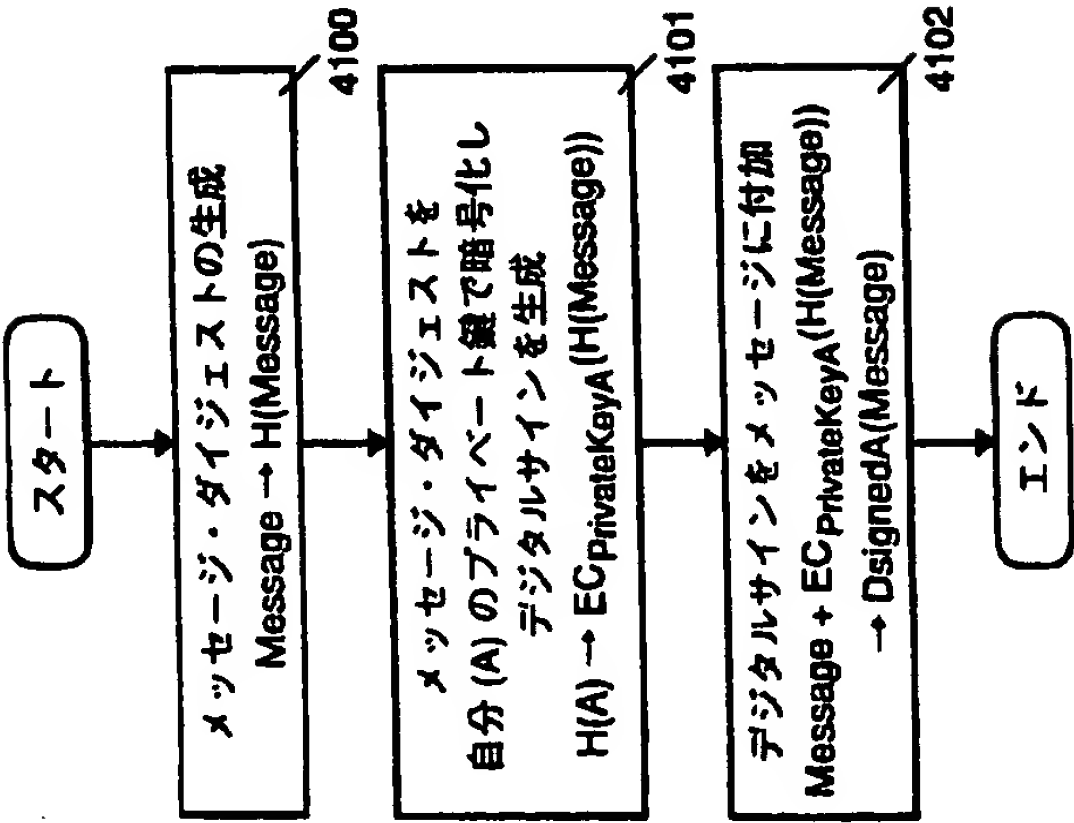 スタート
メッセージ・ダイジェストの生成
Message → H(Message)
4100
メッセージ・ダイジェストを
自分 (A) のプライベート鍵で暗号化し
デジタルサインを生成
H(A) → ECPrivateKeyA(H(Message))
4101
デジタルサインをメッセージに付加
Message + ECPrivateKeyA(H(Message))
→ DsignedA(Message)
4102
エンド